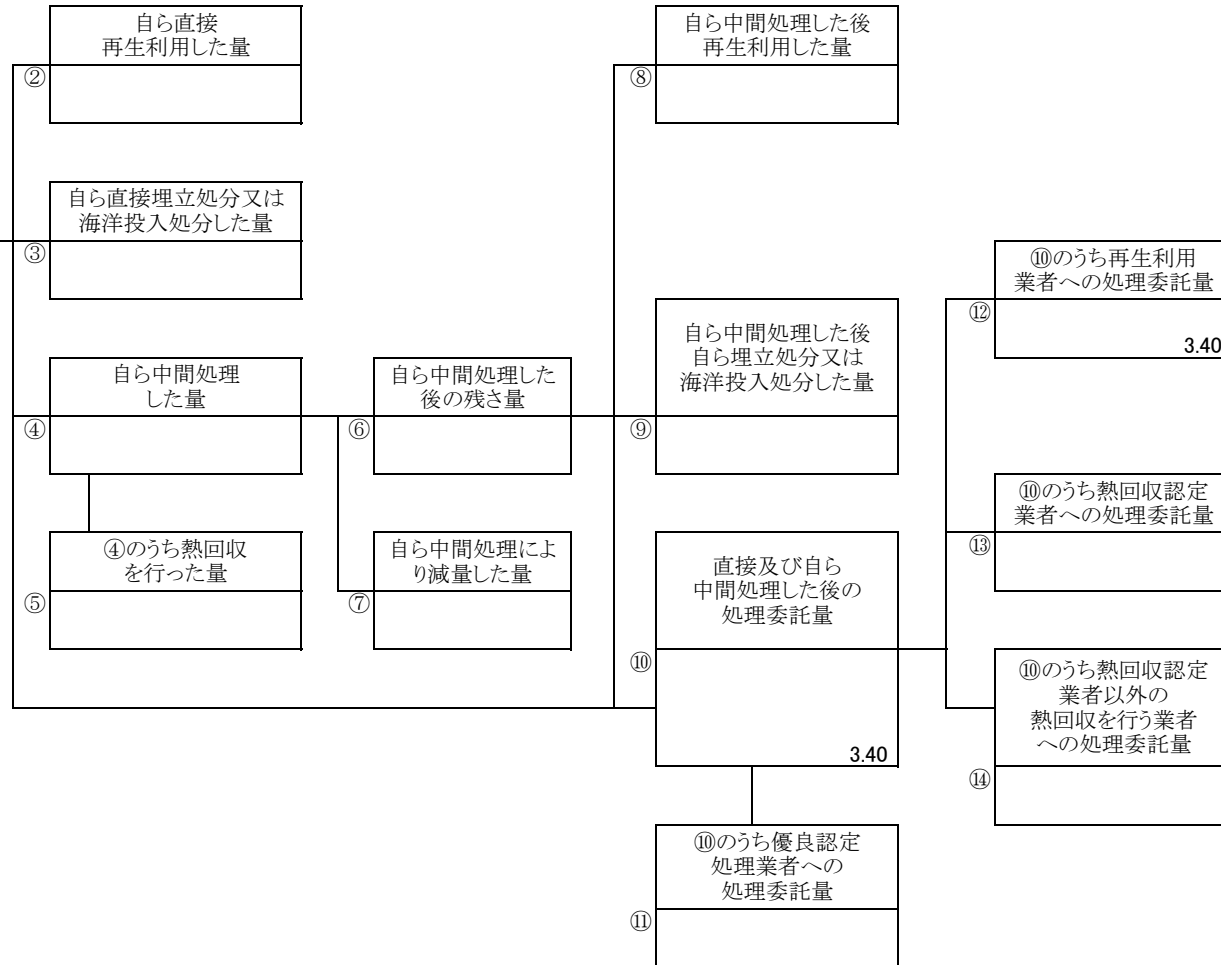 自ら直接
再生利用した量
②
自ら中間処理した後
再生利用した量
⑧
自ら直接埋立処分又は
海洋投入処分した量
③
⑩のうち再生利用
業者への処理委託量
⑫
3.40
自ら中間処理
した量
④
自ら中間処理した
後の残さ量
⑥
自ら中間処理した後
自ら埋立処分又は
海洋投入処分した量
⑨
⑩のうち熱回収認定
業者への処理委託量
⑬
④のうち熱回収
を行った量
⑤
自ら中間処理によ
り減量した量
⑦
直接及び自ら
中間処理した後の
処理委託量
⑩
3.40
⑩のうち熱回収認定
業者以外の
熱回収を行う業者
への処理委託量
⑭
⑩のうち優良認定
処理業者への
処理委託量
⑪